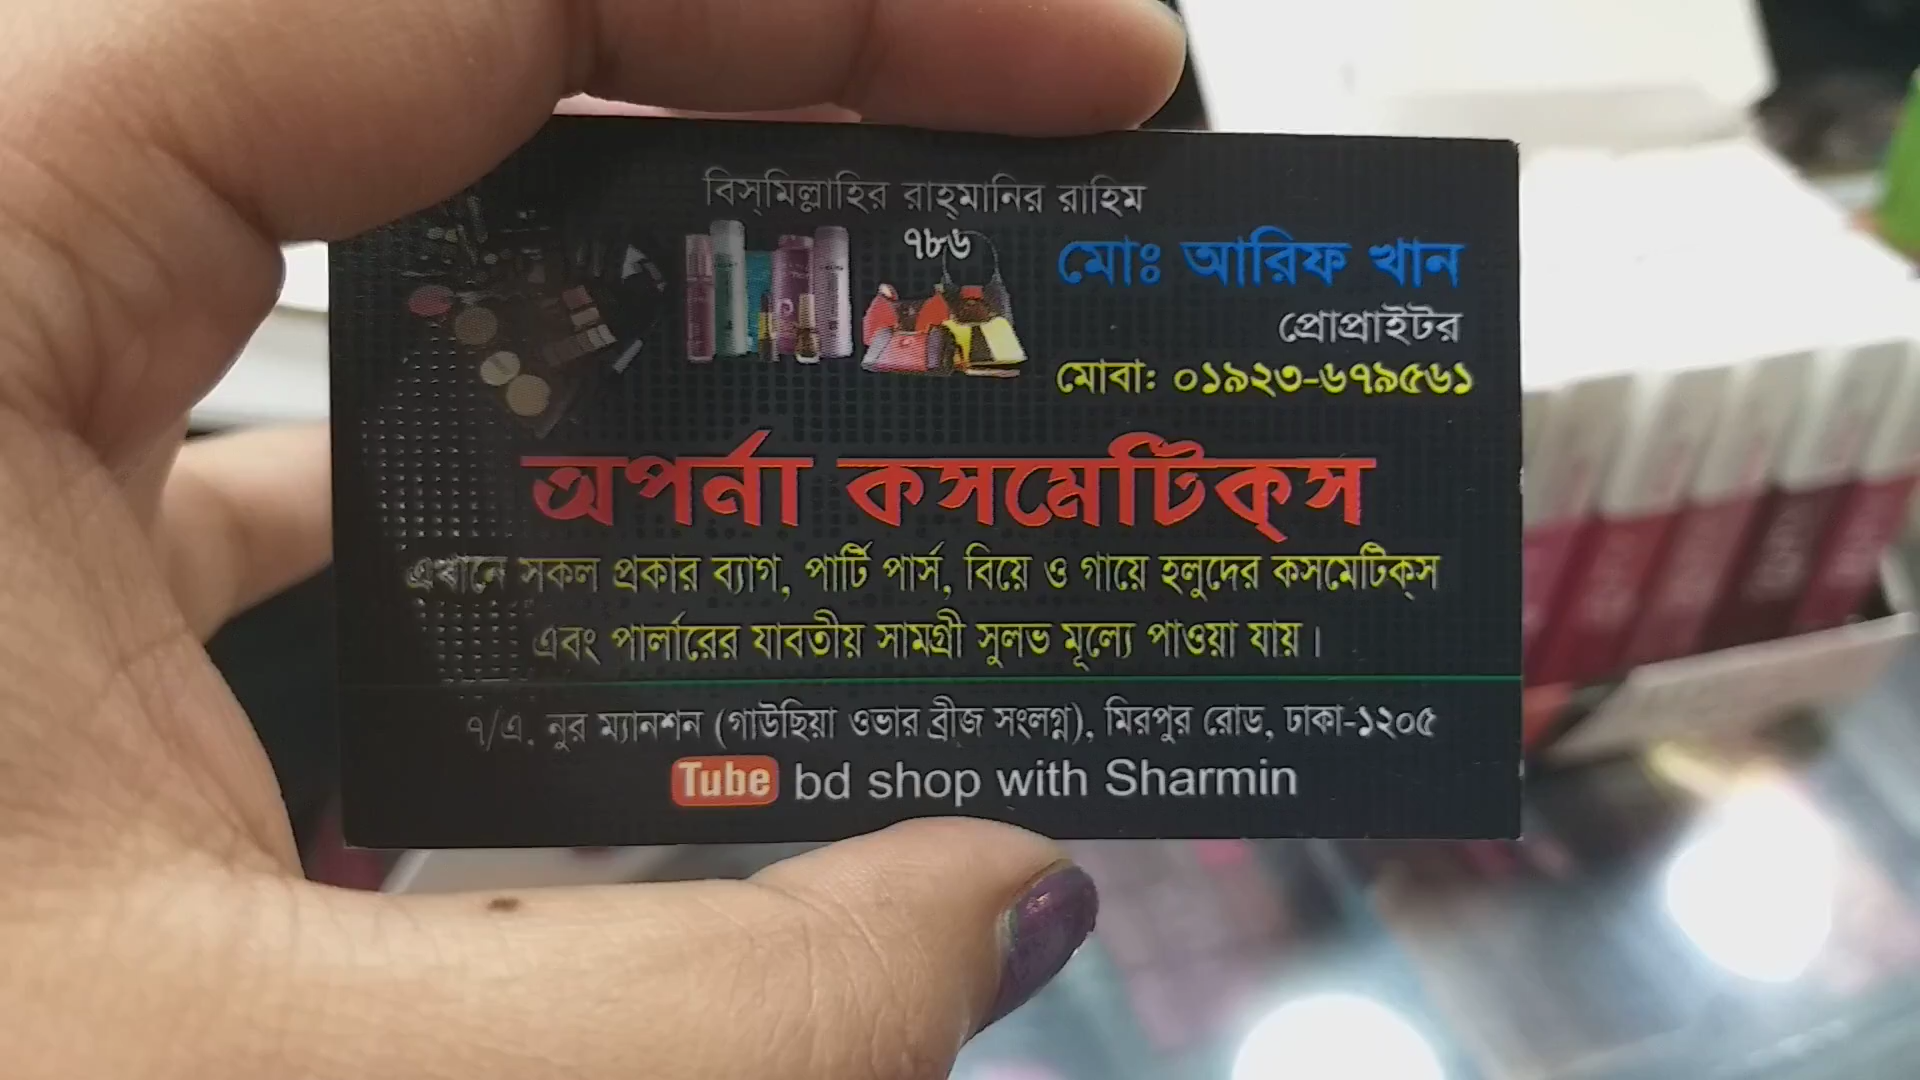 বিস্‌মিল্লাহির রাহ্‌মানির রাহিম
৭৮৬
মোঃ আরিফ খান
প্রোপ্রাইটর
মোবা: ০১৯২৩-৬৭৯৫৬১
অপর্না কসমেটিক্স
এখানে সকল প্রকার ব্যাগ, পার্টি পার্স, বিয়ে ও গায়ে হলুদের কসমেটিক্স
এবং পার্লারের যাবতীয় সামগ্রী সুলভ মূল্যে পাওয়া যায়।
৭/এ, নুর ম্যানশন (গাউছিয়া ওভার ব্রীজ সংলগ্ন), মিরপুর রোড, ঢাকা-১২০৫
Tube bd shop with Sharmin